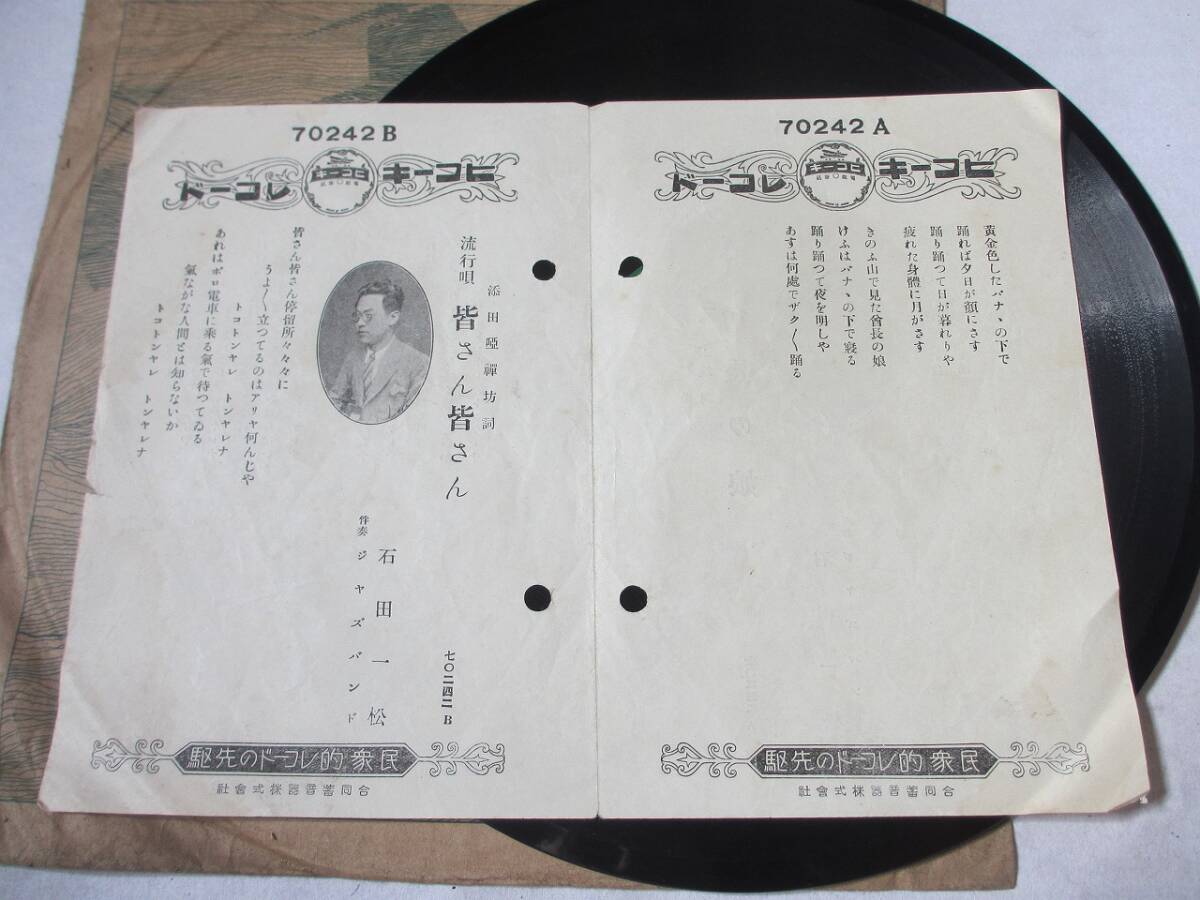 70242 A
ヒコーキ レコード
黄金色したバナヽの下で
踊れば夕日が顏にさす
踊り踊つて日が暮れりや
疲れた身體に月がさす
きのふ山で見た酋長の娘
けふはバナヽの下で寢る
踊り踊つて夜を明しや
あすは何處でザク〱踊る
民衆的レコードの先駆
合同蓄音器株式會社
70242 B
ヒコーキ レコード
添田啞禪坊詞
流行唄 皆さん皆さん
七〇二四二 B
石田一松
伴奏 ジャズバンド
皆さん皆さん停留所々々々に
うよ〱立つてるのはアリヤ何んじや
トコトンヤレ トンヤレナ
あれはボロ電車に乘る氣で待つてゐる
氣ながな人間とは知らないか
トコトンヤレ トンヤレナ
民衆的レコードの先駆
合同蓄音器株式會社